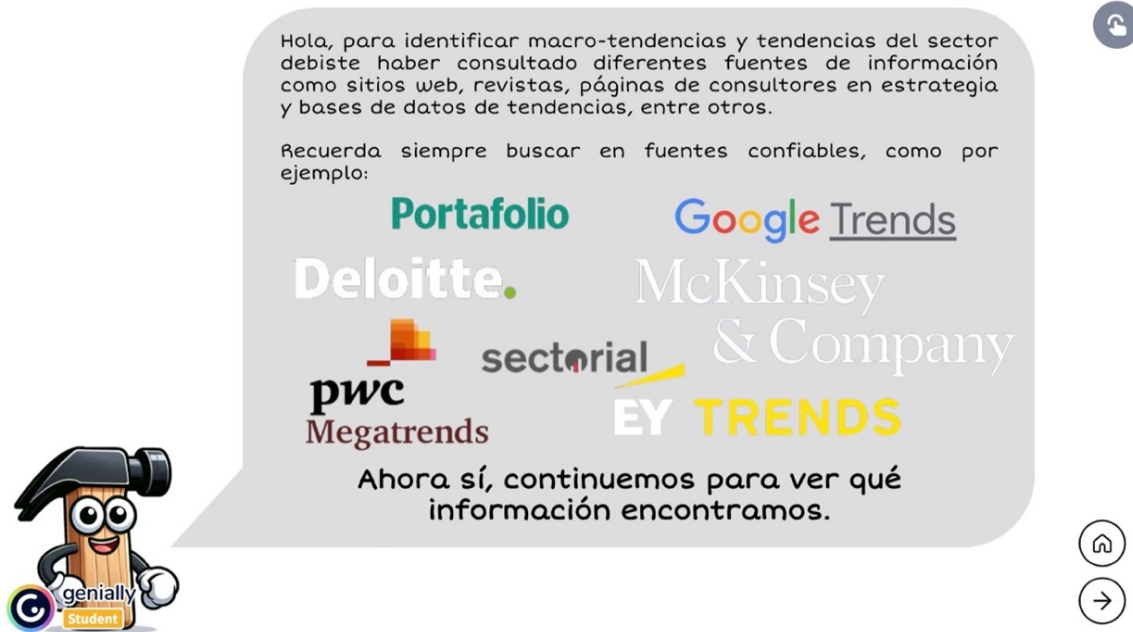 Hola, para identificar macro-tendencias y tendencias del sector
debiste haber consultado diferentes fuentes de información
como sitios web, revistas, páginas de consultores en estrategia
y bases de datos de tendencias, entre otros.
Recuerda siempre buscar en fuentes confiables, como por
ejemplo:
Portafolio
Google Trends
Deloitte.
McKinsey
& Company
pwc
Megatrends
sectorial
EY TRENDS
Ahora sí, continuemos para ver qué
información encontramos.
genially
Student